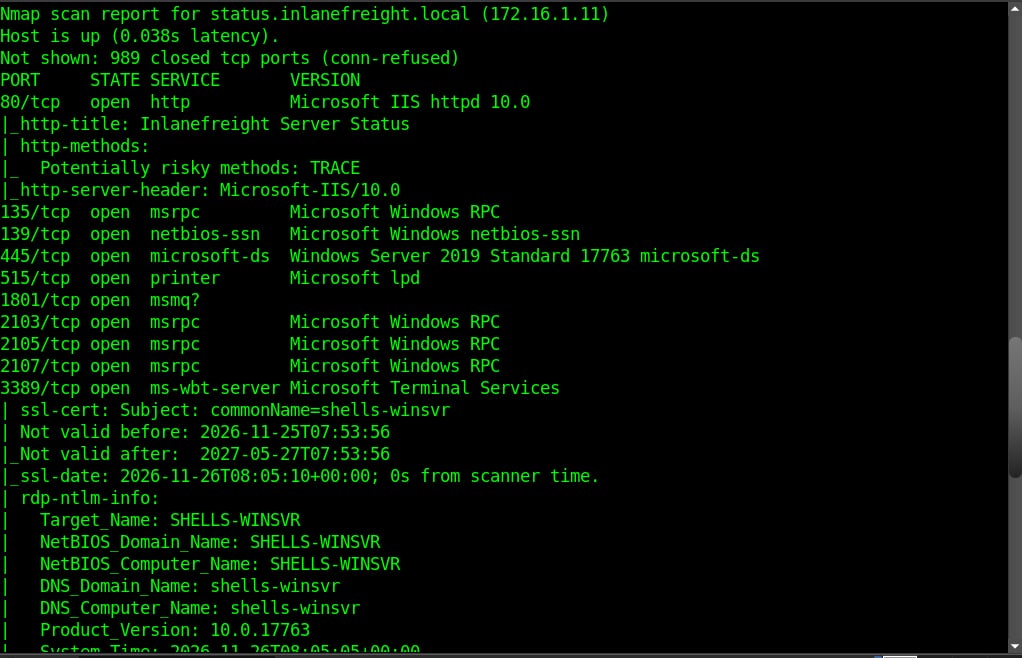 Nmap scan report for status.inlanefreight.local (172.16.1.11)
Host is up (0.038s latency).
Not shown: 989 closed tcp ports (conn-refused)
PORT     STATE SERVICE       VERSION
80/tcp   open  http          Microsoft IIS httpd 10.0
|_http-title: Inlanefreight Server Status
| http-methods:
|_  Potentially risky methods: TRACE
|_http-server-header: Microsoft-IIS/10.0
135/tcp  open  msrpc         Microsoft Windows RPC
139/tcp  open  netbios-ssn   Microsoft Windows netbios-ssn
445/tcp  open  microsoft-ds  Windows Server 2019 Standard 17763 microsoft-ds
515/tcp  open  printer       Microsoft lpd
1801/tcp open  msmq?
2103/tcp open  msrpc         Microsoft Windows RPC
2105/tcp open  msrpc         Microsoft Windows RPC
2107/tcp open  msrpc         Microsoft Windows RPC
3389/tcp open  ms-wbt-server Microsoft Terminal Services
| ssl-cert: Subject: commonName=shells-winsvr
| Not valid before: 2026-11-25T07:53:56
|_Not valid after:  2027-05-27T07:53:56
|_ssl-date: 2026-11-26T08:05:10+00:00; 0s from scanner time.
| rdp-ntlm-info:
|   Target_Name: SHELLS-WINSVR
|   NetBIOS_Domain_Name: SHELLS-WINSVR
|   NetBIOS_Computer_Name: SHELLS-WINSVR
|   DNS_Domain_Name: shells-winsvr
|   DNS_Computer_Name: shells-winsvr
|   Product_Version: 10.0.17763
|   System_Time: 2026-11-26T08:05:05+00:00